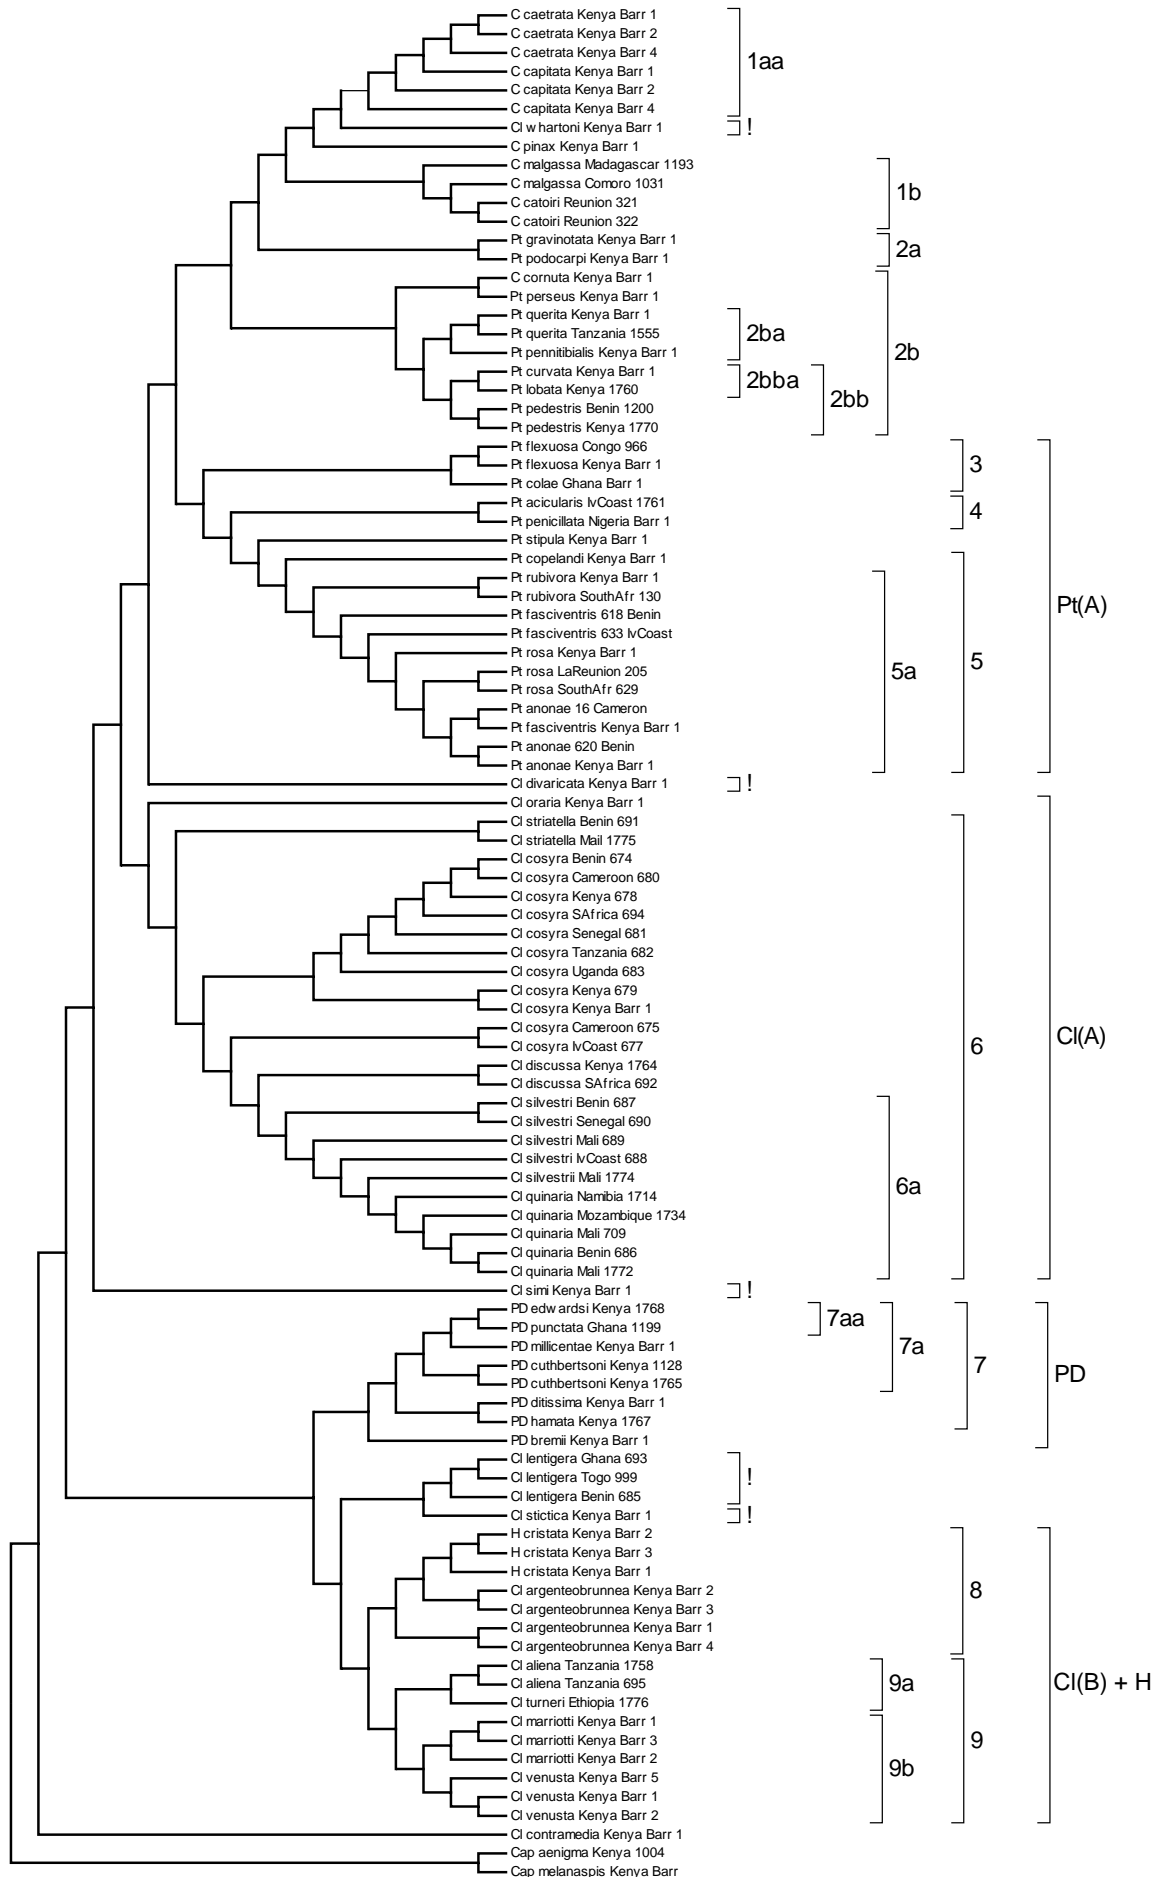 C caetrata Kenya Barr 1
C caetrata Kenya Barr 2
C caetrata Kenya Barr 4
1aa
C capitata Kenya Barr 1
C capitata Kenya Barr 2
C capitata Kenya Barr 4
Cl whartoni Kenya Barr 1
!
C pinax Kenya Barr 1
C malgassa Madagascar 1193
C malgassa Comoro 1031
1b
C catoiri Reunion 321
C catoiri Reunion 322
Pt gravinotata Kenya Barr 1
2a
Pt podocarpi Kenya Barr 1
C cornuta Kenya Barr 1
Pt perseus Kenya Barr 1
Pt querita Kenya Barr 1
Pt querita Tanzania 1555
2ba
Pt pennitibialis Kenya Barr 1
2b
Pt curvata Kenya Barr 1
2bba
Pt lobata Kenya 1760
2bb
Pt pedestris Benin 1200
Pt pedestris Kenya 1770
Pt flexuosa Congo 966
Pt flexuosa Kenya Barr 1
3
Pt colae Ghana Barr 1
Pt acicularis IvCoast 1761
4
Pt penicillata Nigeria Barr 1
Pt stipula Kenya Barr 1
Pt copelandi Kenya Barr 1
Pt rubivora Kenya Barr 1
Pt rubivora SouthAfr 130
Pt(A)
Pt fasciventris 618 Benin
Pt fasciventris 633 IvCoast
Pt rosa Kenya Barr 1
5
Pt rosa LaReunion 205
5a
Pt rosa SouthAfr 629
Pt anonae 16 Cameron
Pt fasciventris Kenya Barr 1
Pt anonae 620 Benin
Pt anonae Kenya Barr 1
Cl divaricata Kenya Barr 1
!
Cl oraria Kenya Barr 1
Cl striatella Benin 691
Cl striatella Mail 1775
Cl cosyra Benin 674
Cl cosyra Cameroon 680
Cl cosyra Kenya 678
Cl cosyra SAfrica 694
Cl cosyra Senegal 681
Cl cosyra Tanzania 682
Cl cosyra Uganda 683
Cl cosyra Kenya 679
Cl cosyra Kenya Barr 1
Cl cosyra Cameroon 675
Cl(A)
Cl cosyra IvCoast 677
6
Cl discussa Kenya 1764
Cl discussa SAfrica 692
Cl silvestri Benin 687
Cl silvestri Senegal 690
Cl silvestri Mali 689
Cl silvestri IvCoast 688
Cl silvestrii Mali 1774
6a
Cl quinaria Namibia 1714
Cl quinaria Mozambique 1734
Cl quinaria Mali 709
Cl quinaria Benin 686
Cl quinaria Mali 1772
Cl simi Kenya Barr 1
!
PD edwardsi Kenya 1768
7aa
PD punctata Ghana 1199
PD millicentae Kenya Barr 1
7a
PD cuthbertsoni Kenya 1128
7
PD
PD cuthbertsoni Kenya 1765
PD ditissima Kenya Barr 1
PD hamata Kenya 1767
PD bremii Kenya Barr 1
Cl lentigera Ghana 693
Cl lentigera Togo 999
!
Cl lentigera Benin 685
Cl stictica Kenya Barr 1
!
H cristata Kenya Barr 2
H cristata Kenya Barr 3
H cristata Kenya Barr 1
Cl argenteobrunnea Kenya Barr 2
8
Cl argenteobrunnea Kenya Barr 3
Cl argenteobrunnea Kenya Barr 1
Cl argenteobrunnea Kenya Barr 4
Cl aliena Tanzania 1758
Cl aliena Tanzania 695
9a
Cl(B) + H
Cl turneri Ethiopia 1776
Cl marriotti Kenya Barr 1
Cl marriotti Kenya Barr 3
9
Cl marriotti Kenya Barr 2
9b
Cl venusta Kenya Barr 5
Cl venusta Kenya Barr 1
Cl venusta Kenya Barr 2
Cl contramedia Kenya Barr 1
Cap aenigma Kenya 1004
Cap melanaspis Kenya Barr